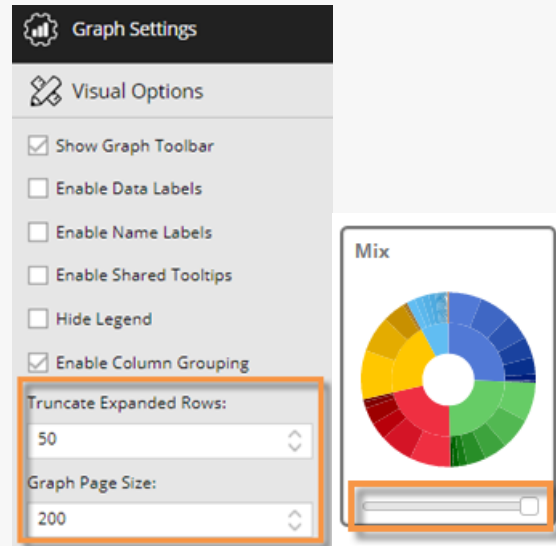 Graph Settings
Visual Options
Show Graph Toolbar
Enable Data Labels
Enable Name Labels
Enable Shared Tooltips
Hide Legend
Enable Column Grouping
Truncate Expanded Rows:
50
Graph Page Size:
200
Mix